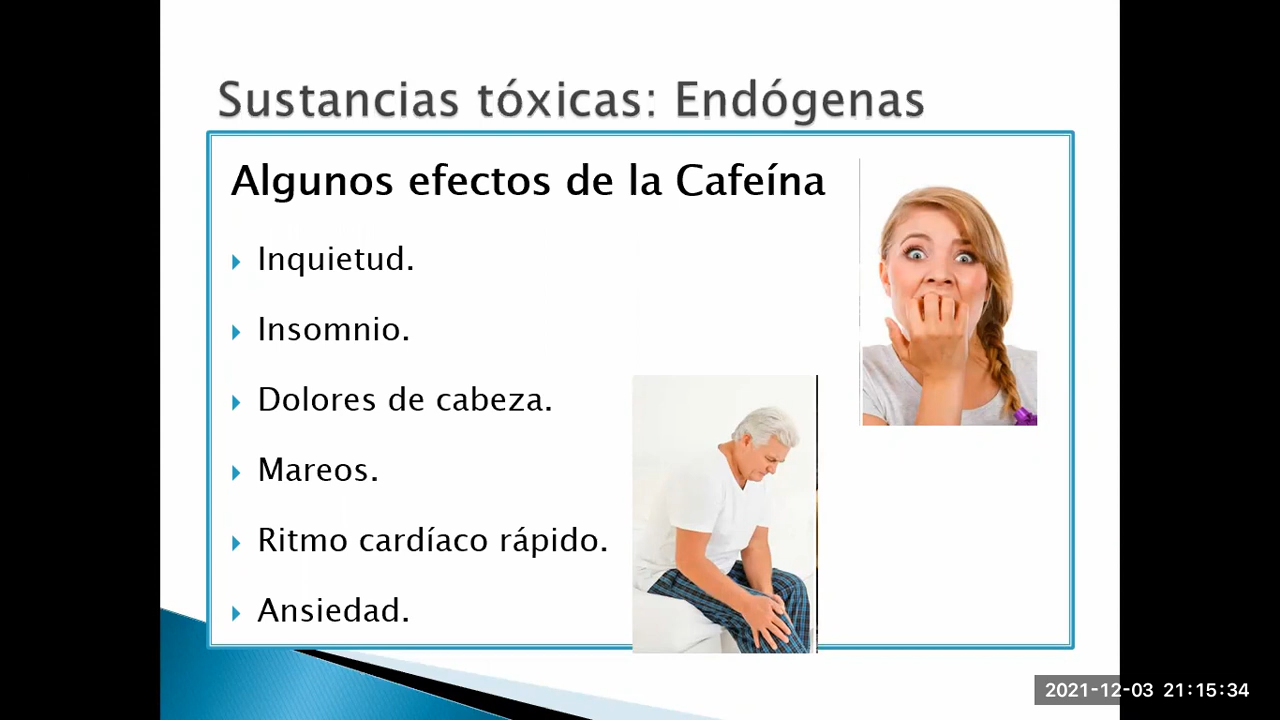 Sustancias tóxicas: Endógenas
Algunos efectos de la Cafeína
Inquietud.
Insomnio.
Dolores de cabeza.
Mareos.
Ritmo cardíaco rápido.
Ansiedad.
2021-12-03 21:15:34